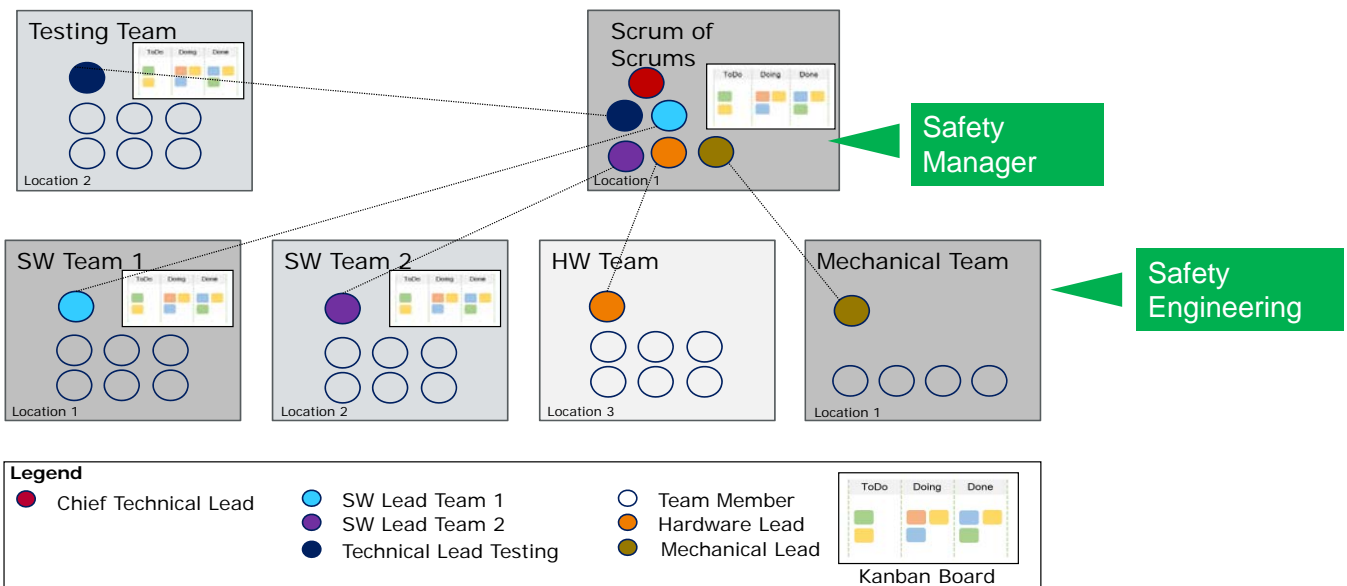 Testing Team
ToDo Doing Done
Location 2
Scrum of
Scrums
ToDo Doing Done
Location 1
Safety
Manager
SW Team 1
ToDo Doing Done
Location 1
SW Team 2
ToDo Doing Done
Location 2
HW Team
Location 3
Mechanical Team
Location 1
Safety
Engineering
Legend
Chief Technical Lead
SW Lead Team 1
SW Lead Team 2
Technical Lead Testing
Team Member
Hardware Lead
Mechanical Lead
ToDo Doing Done
Kanban Board